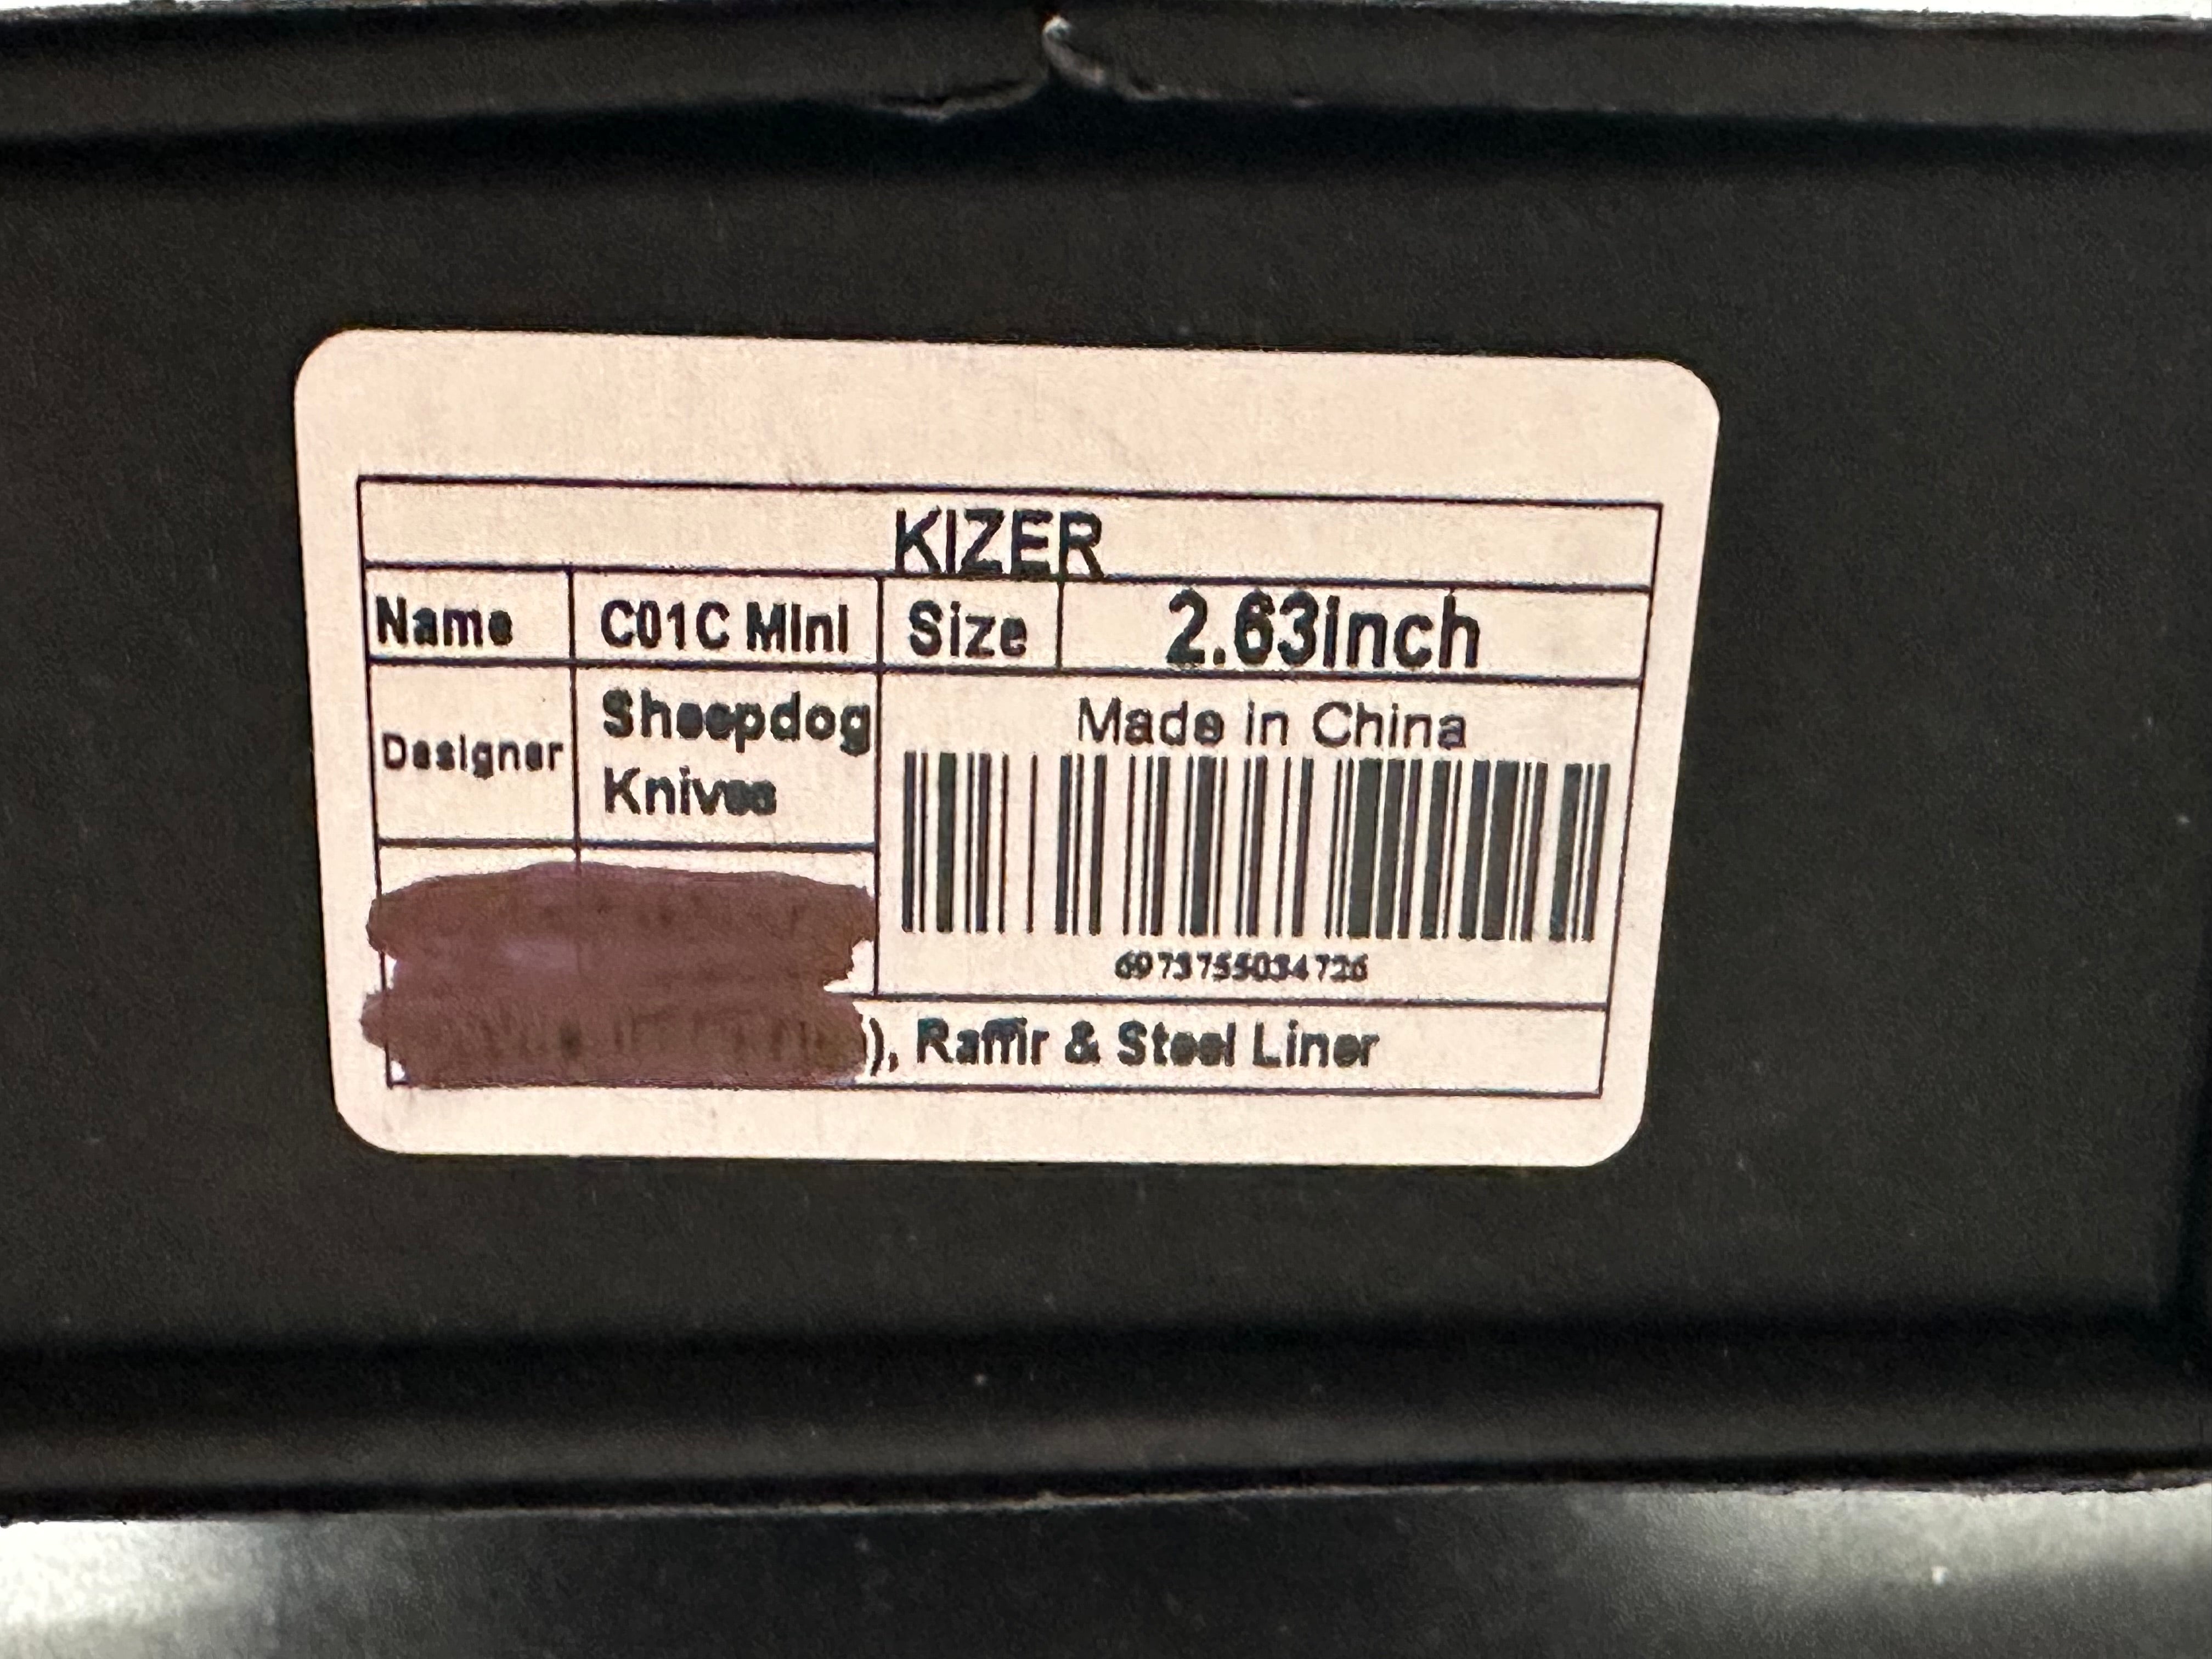 KIZER
Name C01C Mini Size 2.63inch
Designer Sheepdog Knives
Made in China
6973755034726
), Raffir & Steel Liner